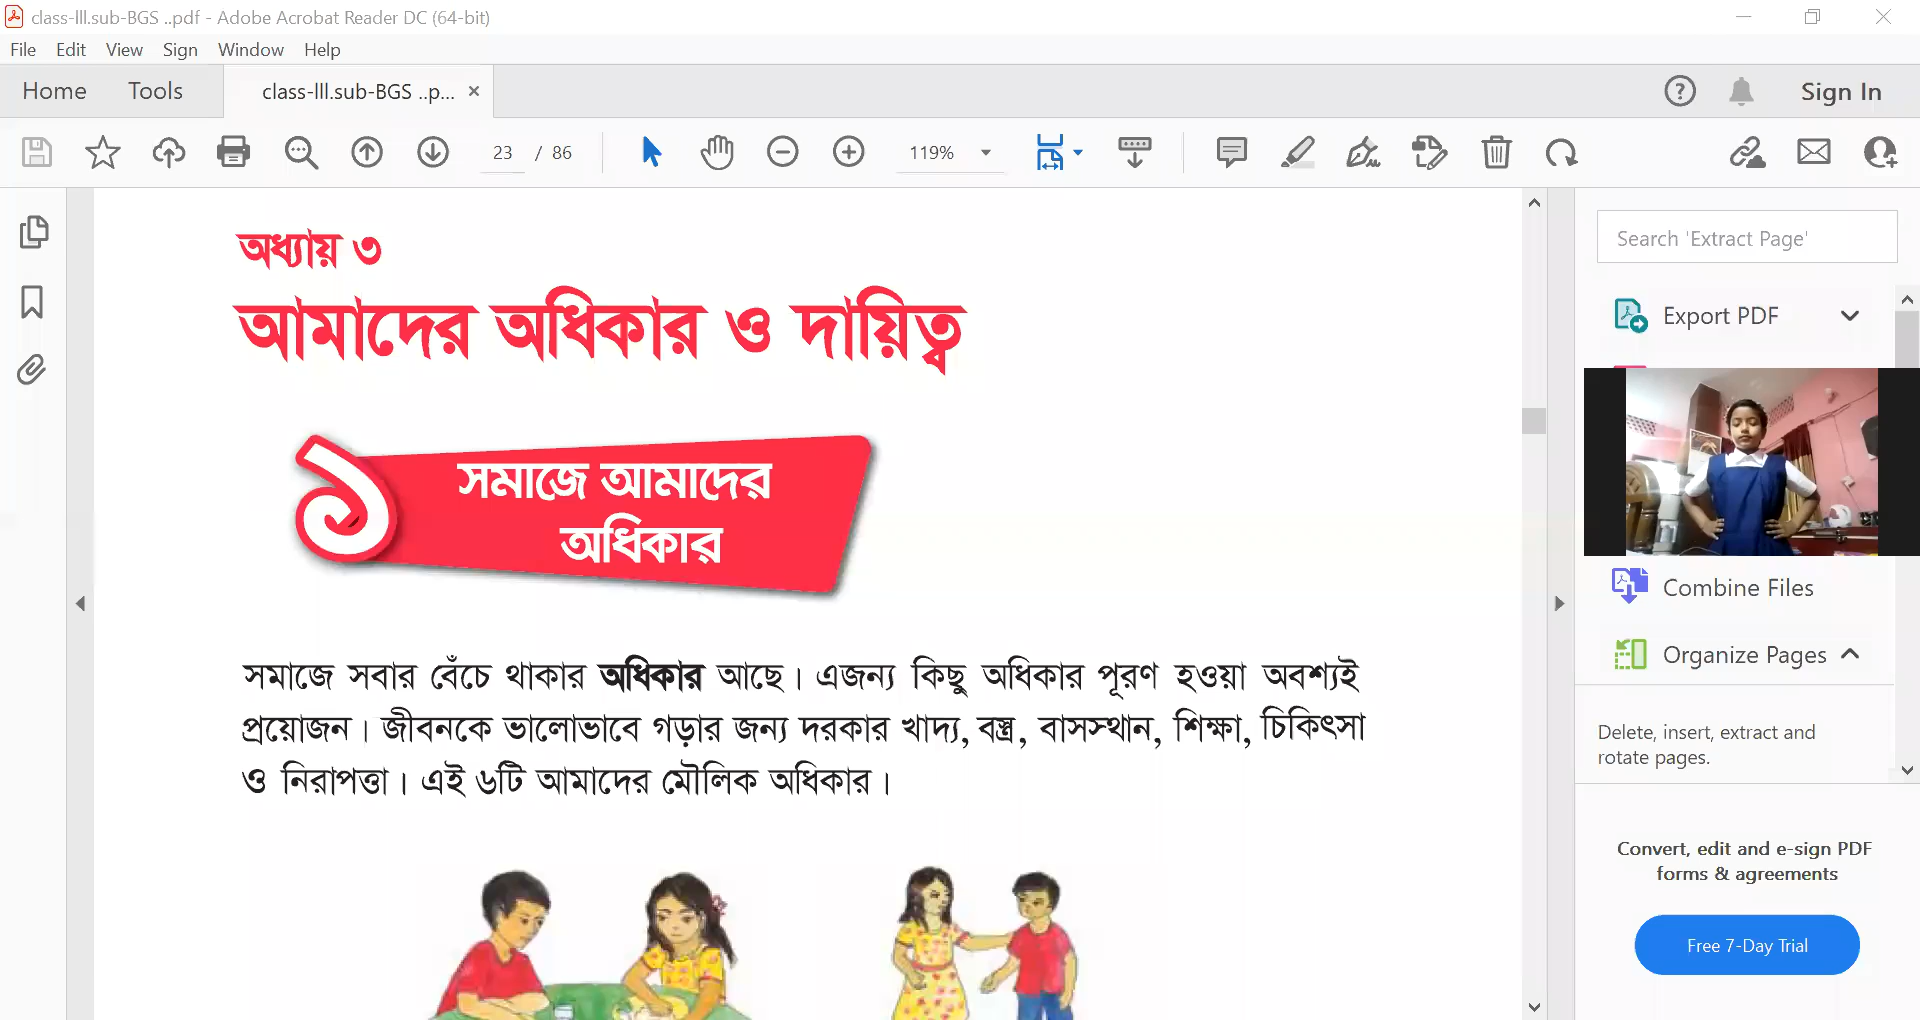 class-III.sub-BGS ..pdf - Adobe Acrobat Reader DC (64-bit)
File Edit View Sign Window Help
Home Tools class-III.sub-BGS ..p... × Sign In
23 / 86 119%
অধ্যায় ৩
আমাদের অধিকার ও দায়িত্ব
১
সমাজে আমাদের
অধিকার
সমাজে সবার বেঁচে থাকার অধিকার আছে। এজন্য কিছু অধিকার পূরণ হওয়া অবশ্যই
প্রয়োজন। জীবনকে ভালোভাবে গড়ার জন্য দরকার খাদ্য, বস্ত্র, বাসস্থান, শিক্ষা, চিকিৎসা
ও নিরাপত্তা। এই ৬টি আমাদের মৌলিক অধিকার।
Search 'Extract Page'
Export PDF
Combine Files
Organize Pages
Delete, insert, extract and
rotate pages.
Convert, edit and e-sign PDF
forms & agreements
Free 7-Day Trial